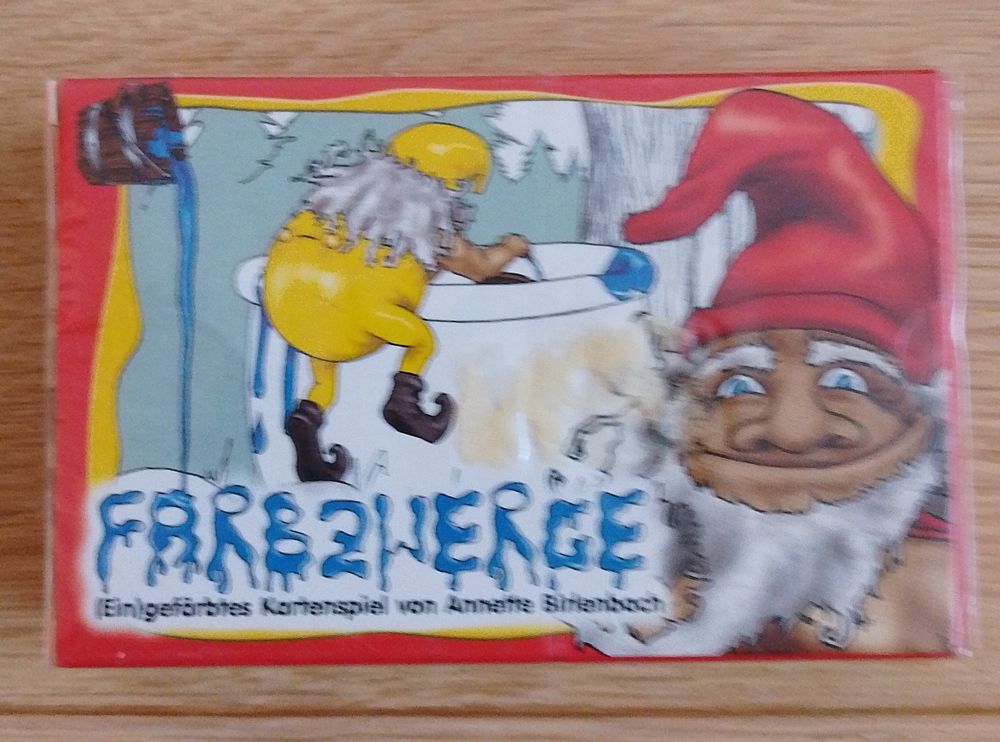 FARBZWERGE
(Ein)gefärbtes Kartenspiel von Annette Birlenbach